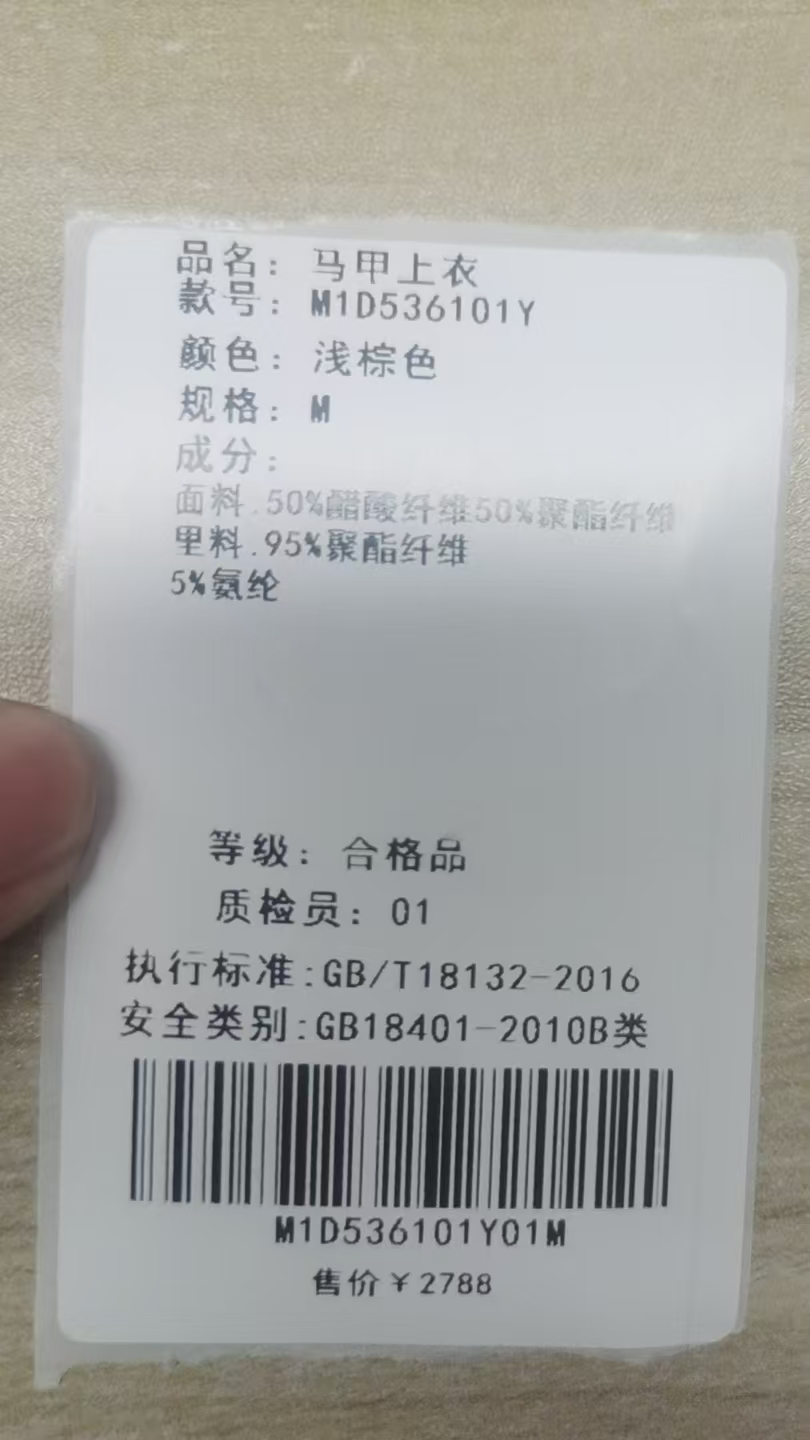 品名: 马甲上衣
款号: M1D536101Y
颜色: 浅棕色
规格: M
成分:
面料.50%醋酸纤维50%聚酯纤维
里料.95%聚酯纤维
5%氨纶
等级: 合格品
质检员: 01
执行标准:GB/T18132-2016
安全类别:GB18401-2010B类
M1D536101Y01M
售价¥2788